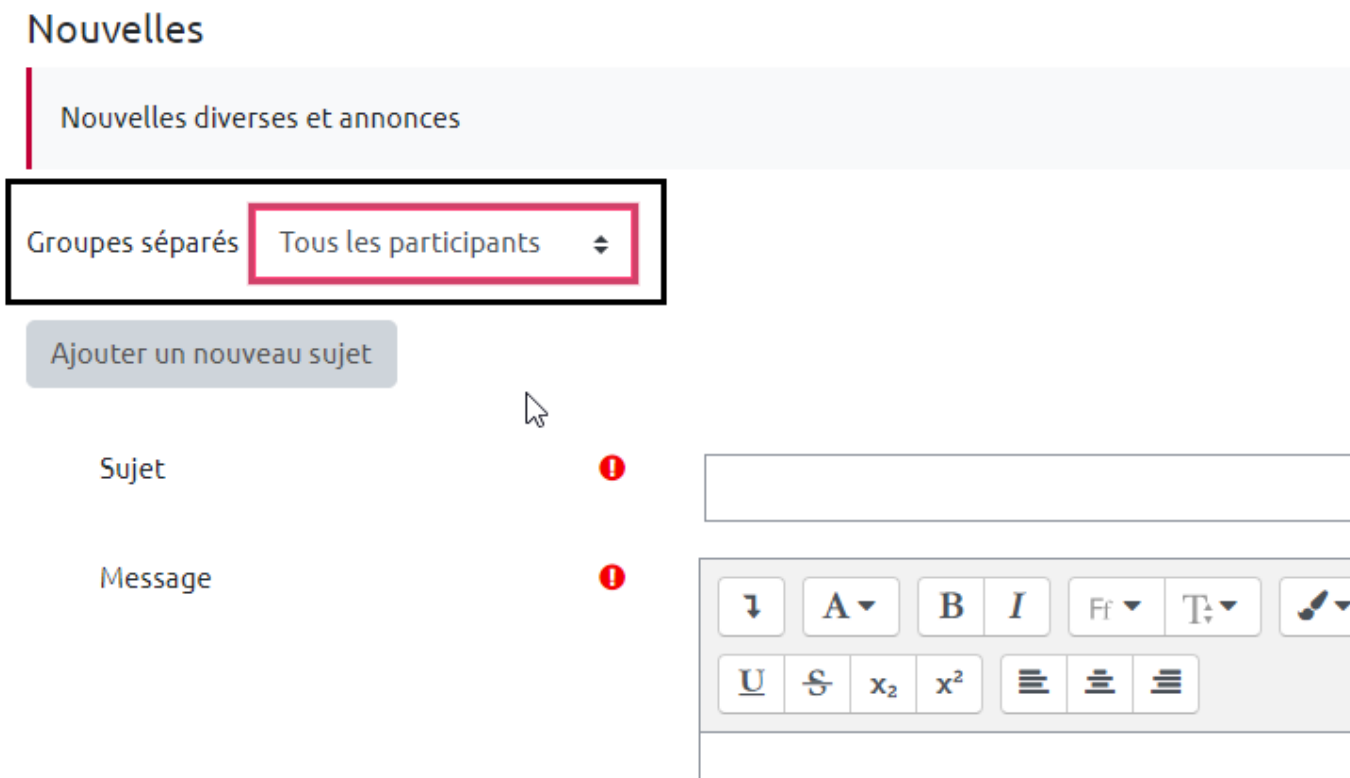 Nouvelles
Nouvelles diverses et annonces
Groupes séparés Tous les participants
Ajouter un nouveau sujet
Sujet
Message
A B I Ff T
U S x₂ x²